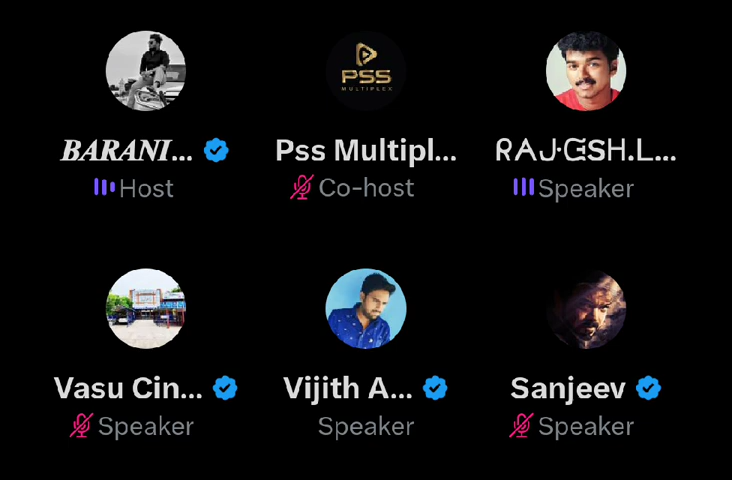 BARANI...
Host
PSS
MULTIPLEX
Pss Multipl...
Co-host
RAJ·GSH.L...
Speaker
Vasu Cin...
Speaker
Vijith A...
Speaker
Sanjeev
Speaker